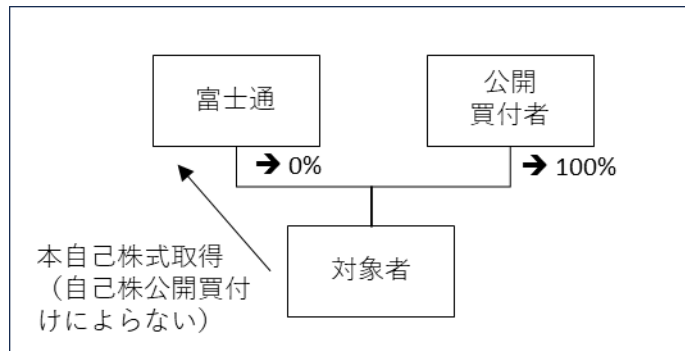 富士通
公開
買付者
➔ 0%
➔ 100%
対象者
本自己株式取得
（自己株公開買付
けによらない）